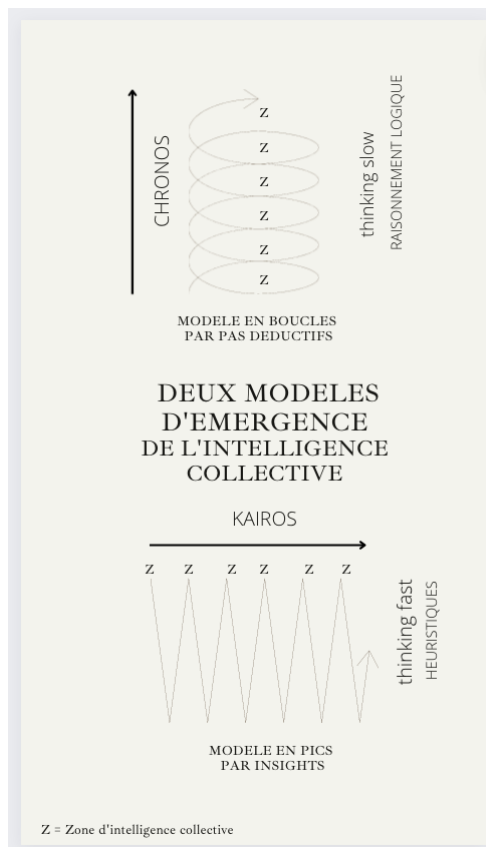 CHRONOS
Z
Z
Z
Z
Z
Z
thinking slow
RAISONNEMENT LOGIQUE
MODELE EN BOUCLES
PAR PAS DEDUCTIFS
DEUX MODELES
D'EMERGENCE
DE L'INTELLIGENCE
COLLECTIVE
KAIROS
Z Z Z Z Z Z
thinking fast
HEURISTIQUES
MODELE EN PICS
PAR INSIGHTS
Z = Zone d'intelligence collective